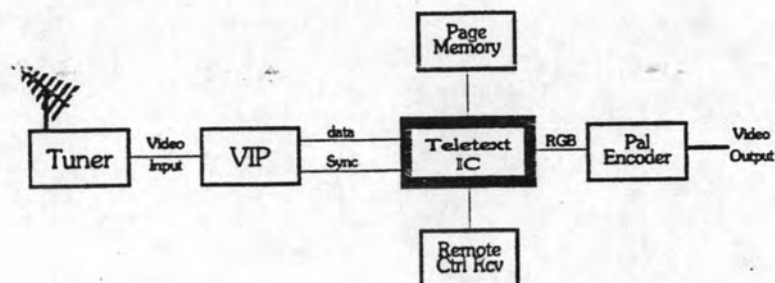 Page
Memory
Tuner
Video
Input
VIP
data
Sync
Teletext
IC
RGB
Pal
Encoder
Video
Output
Remote
Ctrl Rcv